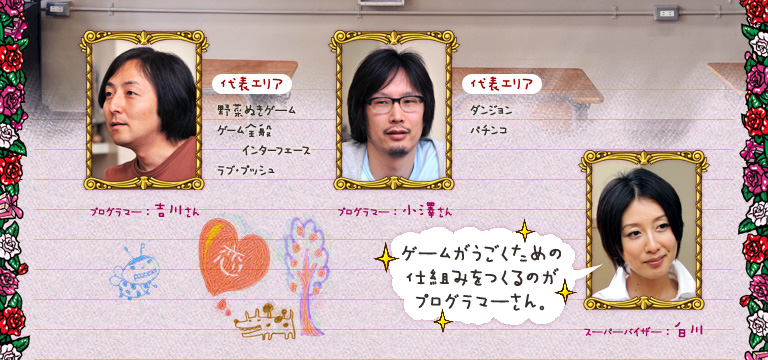 代表エリア
野菜ぬきゲーム
ゲーム全般
インターフェース
ラブ・プッシュ
プログラマー：吉川さん
代表エリア
ダンジョン
パチンコ
プログラマー：小澤さん
恋
ゲームがうごくための
仕組みをつくるのが
プログラマーさん。
スーパーバイザー：白川